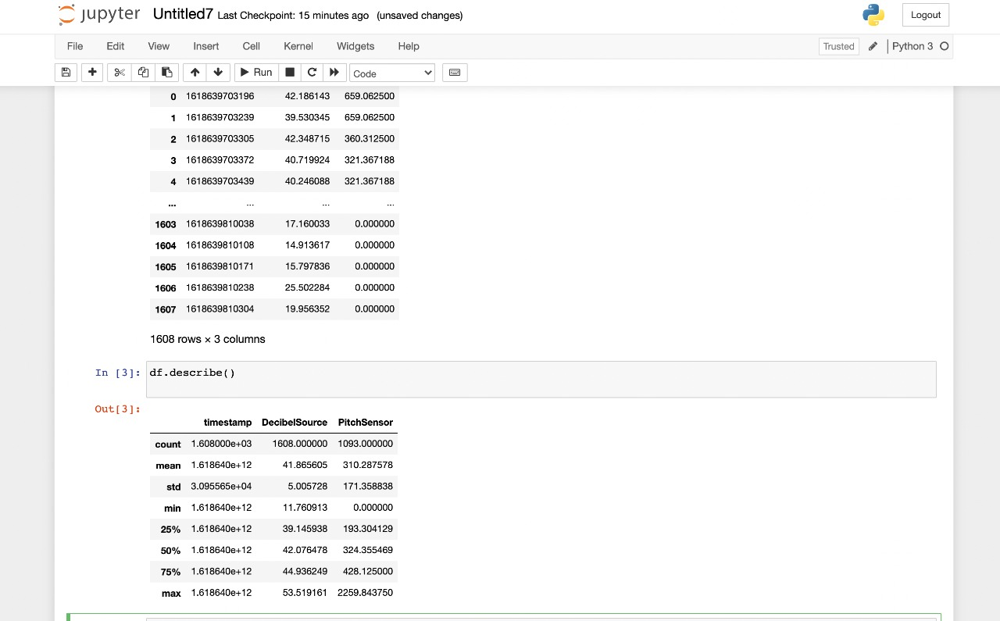 jupyter Untitled7 Last Checkpoint: 15 minutes ago (unsaved changes) Logout
File Edit View Insert Cell Kernel Widgets Help Trusted Python 3
Run Code
0 1618639703196 42.186143 659.062500
1 1618639703239 39.530345 659.062500
2 1618639703305 42.348715 360.312500
3 1618639703372 40.719924 321.367188
4 1618639703439 40.246088 321.367188
... ... ... ...
1603 1618639810038 17.160033 0.000000
1604 1618639810108 14.913617 0.000000
1605 1618639810171 15.797836 0.000000
1606 1618639810238 25.502284 0.000000
1607 1618639810304 19.956352 0.000000
1608 rows × 3 columns
In [3]: df.describe()
Out[3]:
timestamp DecibelSource PitchSensor
count 1.608000e+03 1608.000000 1093.000000
mean 1.618640e+12 41.865605 310.287578
std 3.095565e+04 5.005728 171.358838
min 1.618640e+12 11.760913 0.000000
25% 1.618640e+12 39.145938 193.304129
50% 1.618640e+12 42.076478 324.355469
75% 1.618640e+12 44.936249 428.125000
max 1.618640e+12 53.519161 2259.843750